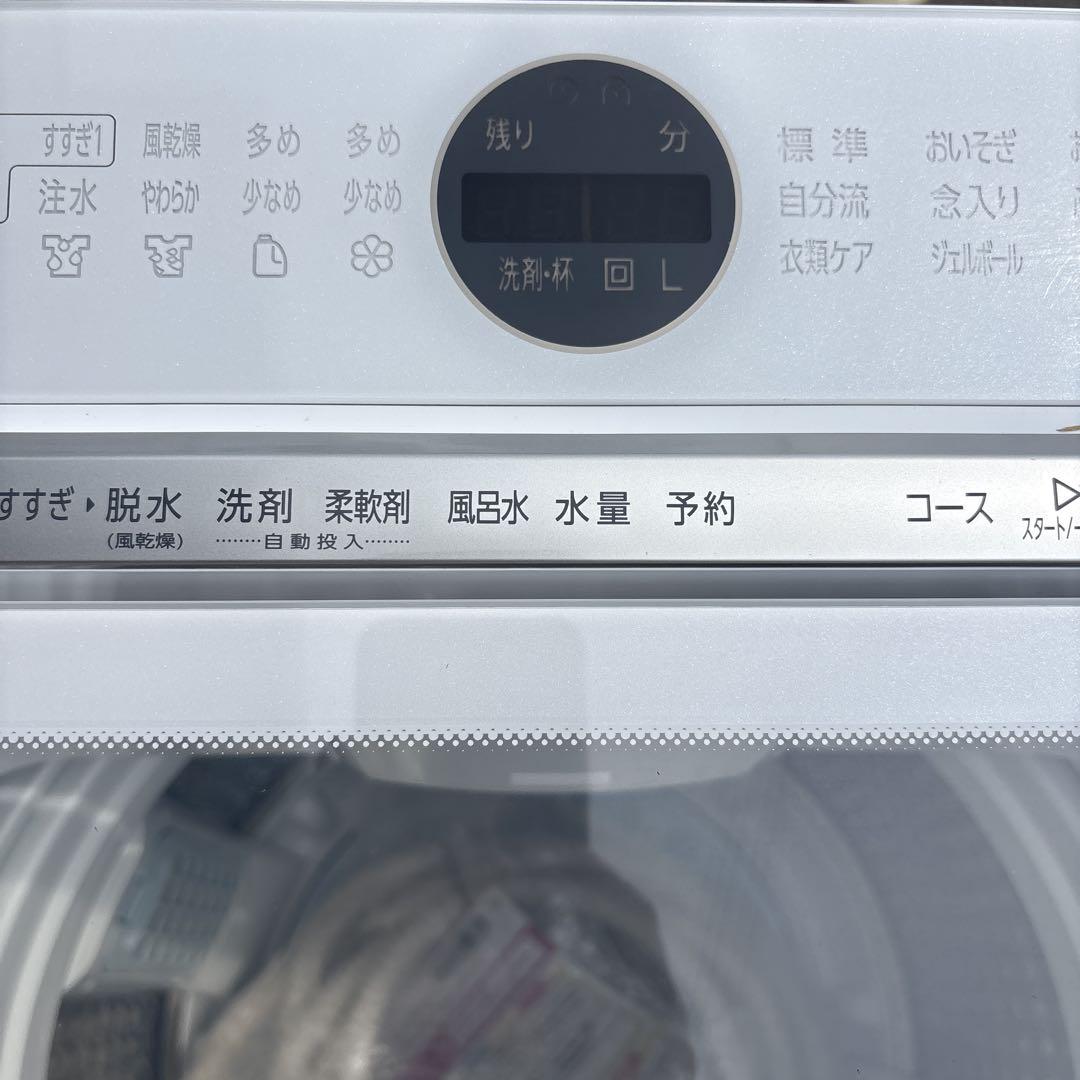 すすぎ1 風乾燥 多め 多め 残り 分 標準 おいそぎ
注水 やわらか 少なめ 少なめ 自分流 念入り
洗剤・杯 回 L 衣類ケア ジェルボール
すすぎ 脱水 洗剤 柔軟剤 風呂水 水量 予約 コース
(風乾燥) 自動投入 スタート/